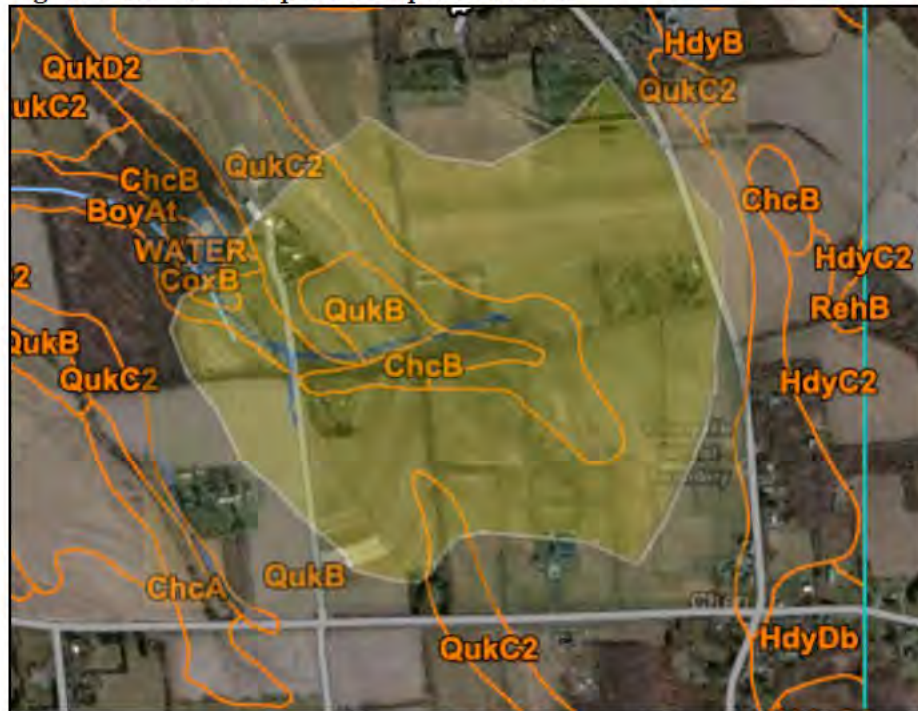 HdyB
QukD2
QukC2
ukC2
QukC2
ChcB
ChcB
BoyAt
WATER
HdyC2
CoxB
2
RehB
QukB
QukB
ChcB
QukC2
HdyC2
QukB
ChcA
QukC2
HdyDb